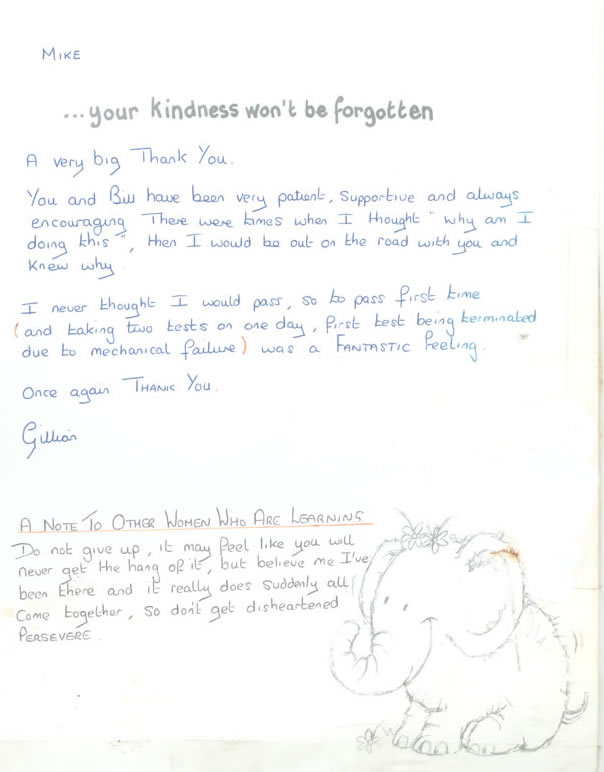 MIKE
...your kindness won't be forgotten
A very big Thank You.
You and Bill have been very patient, supportive and always
encouraging There were times when I thought "why am I
doing this", then I would be out on the road with you and
knew why
I never thought I would pass, so to pass first time
(and taking two tests on one day, first test being terminated
due to mechanical failure) was a FANTASTIC feeling.
Once again THANK YOU.
Gillian
A NOTE TO OTHER WOMEN WHO ARE LEARNING
Do not give up, it may feel like you will
never get the hang of it, but believe me I've
been there and it really does suddenly all
come together, so don't get disheartened
PERSEVERE.